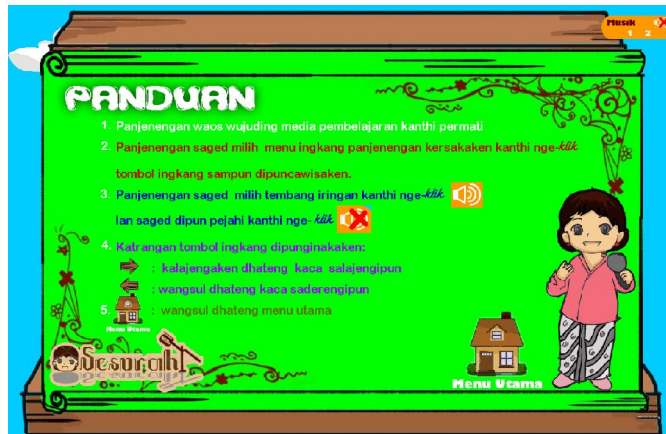 Musik
1 2
PANDUAN
1. Panjenengan waos wujuding media pembelajaran kanthi permati
2. Panjenengan saged milih menu ingkang panjenengan kersakaken kanthi nge-klik
tombol ingkang sampun dipuncawisaken.
3. Panjenengan saged milih tembang iringan kanthi nge-klik
lan saged dipun pejahi kanthi nge- klik
4. Katrangan tombol ingkang dipunginakaken:
: kalajengaken dhateng kaca salajengipun
: wangsul dhateng kaca saderengipun
5. : wangsul dhateng menu utama
Menu Utama
Sesorah
Menu Utama